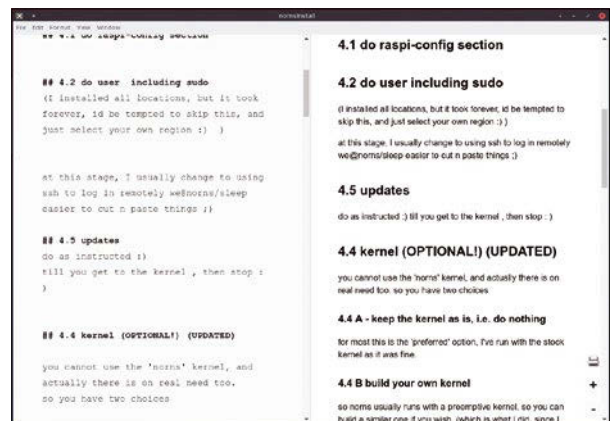 normsinstall
File Edit Format View Window
## 4.1 do raspi-config section
## 4.2 do user  including sudo
(I installed all locations, but it took
forever, id be tempted to skip this, and
just select your own region :)  )
at this stage, I usually change to using
ssh to log in remotely we@norns/sleep
easier to cut n paste things ;)
## 4.5 updates
do as instructed :)
till you get to the kernel , then stop :
)
## 4.4 kernel (OPTIONAL!) (UPDATED)
you cannot use the 'norns' kernel, and
actually there is on real need too.
so you have two choices
4.1 do raspi-config section
4.2 do user including sudo
(I installed all locations, but it took forever, id be tempted to
skip this, and just select your own region :) )
at this stage, I usually change to using ssh to log in remotely
we@norns/sleep easier to cut n paste things ;)
4.5 updates
do as instructed :) till you get to the kernel , then stop : )
4.4 kernel (OPTIONAL!) (UPDATED)
you cannot use the 'norns' kernel, and actually there is on
real need too. so you have two choices
4.4 A - keep the kernel as is, i.e. do nothing
for most this is the 'preferred' option, I've run with the stock
kernel as it was fine.
4.4 B build your own kernel
so norns usually runs with a preemptive kernel, so you can
build a similar one if you wish. (which is what i did, since I